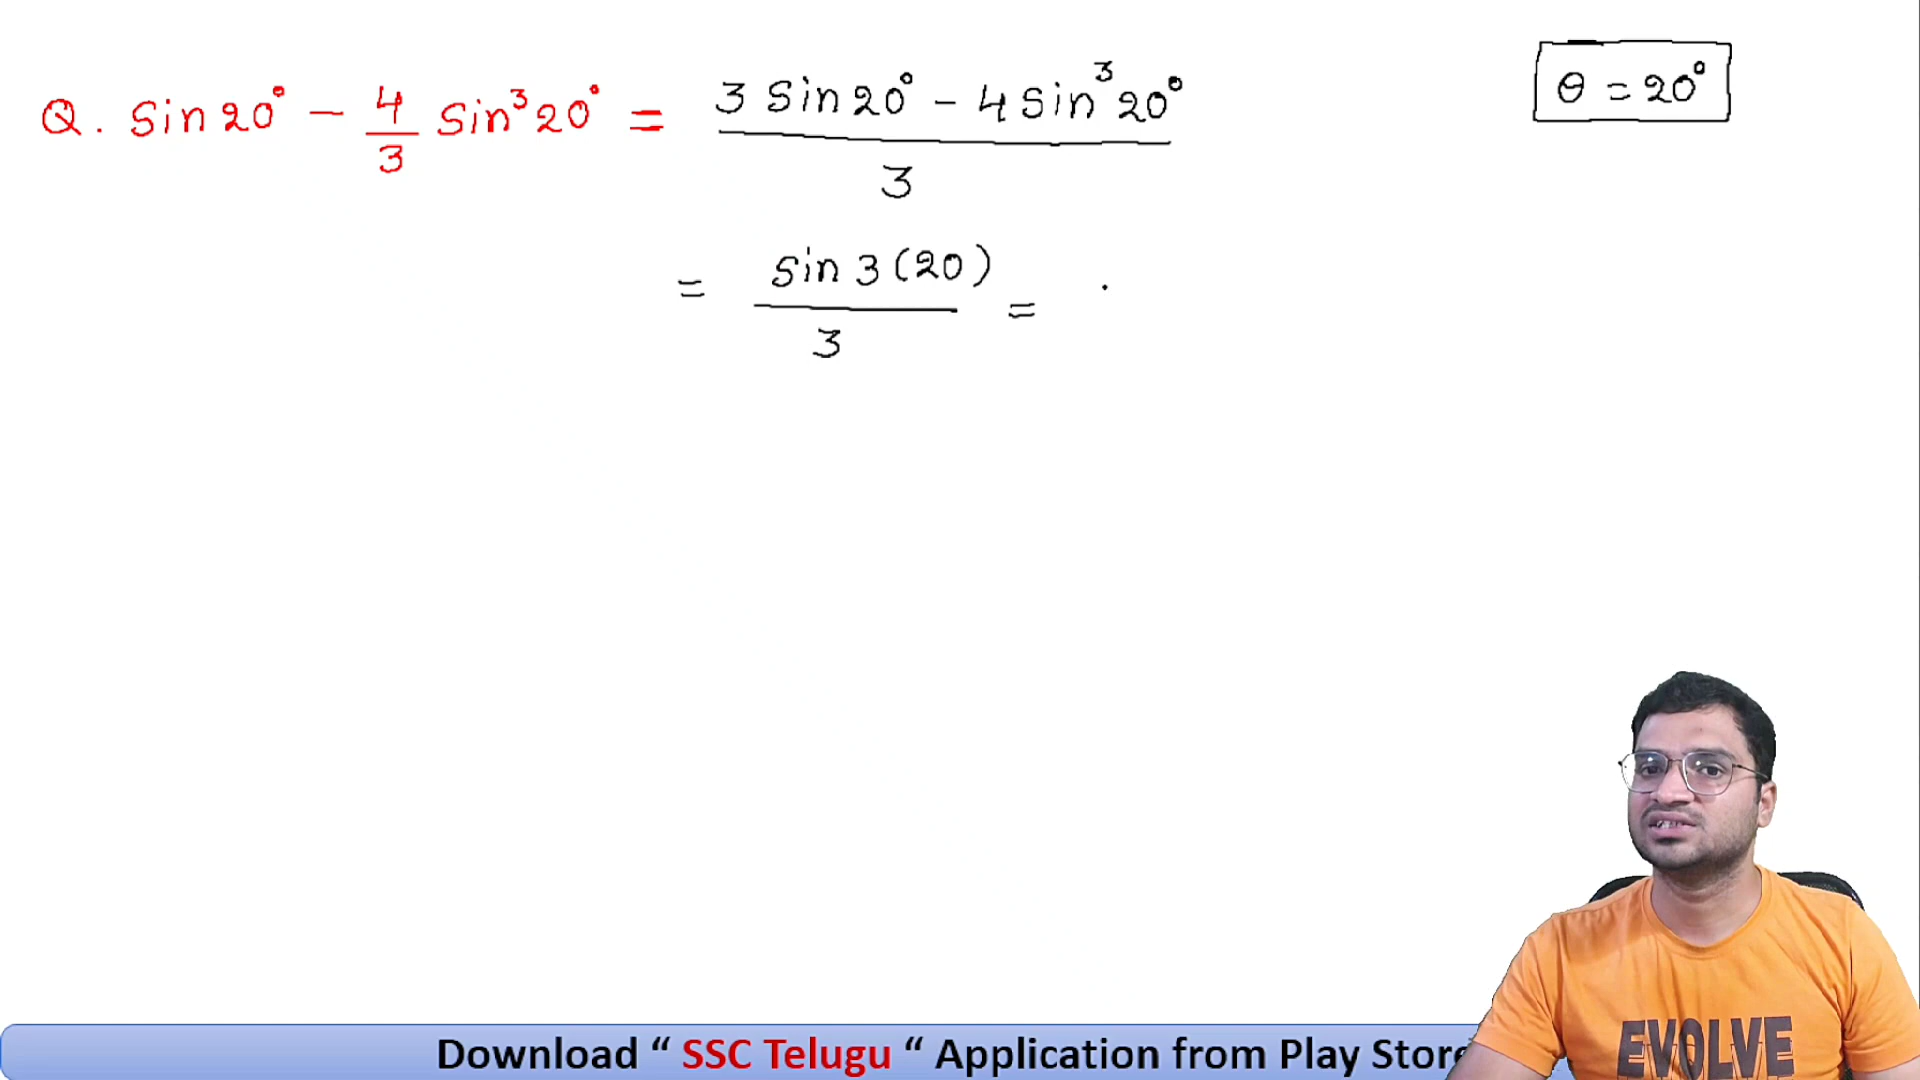 Q. Sin 20° - 4/3 Sin³ 20° = 3 Sin 20° - 4 Sin³ 20° / 3
θ = 20°
= Sin 3 (20) / 3 =
EVOLVE
Download “ SSC Telugu “ Application from Play Store